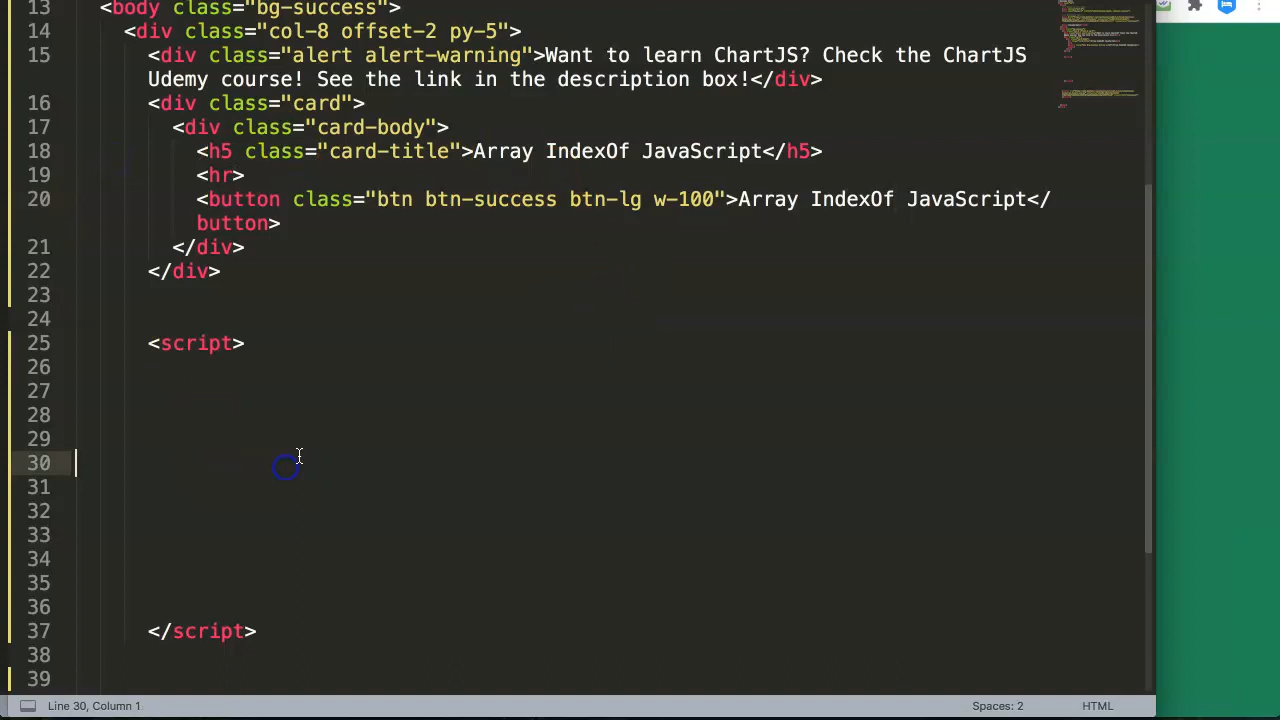 13 <body class="bg-success">
14 <div class="col-8 offset-2 py-5">
15 <div class="alert alert-warning">Want to learn ChartJS? Check the ChartJS
Udemy course! See the link in the description box!</div>
16 <div class="card">
17 <div class="card-body">
18 <h5 class="card-title">Array IndexOf JavaScript</h5>
19 <hr>
20 <button class="btn btn-success btn-lg w-100">Array IndexOf JavaScript</
button>
21 </div>
22 </div>
23
24
25 <script>
26
27
28
29
30
31
32
33
34
35
36
37 </script>
38
39
Line 30, Column 1 Spaces: 2 HTML